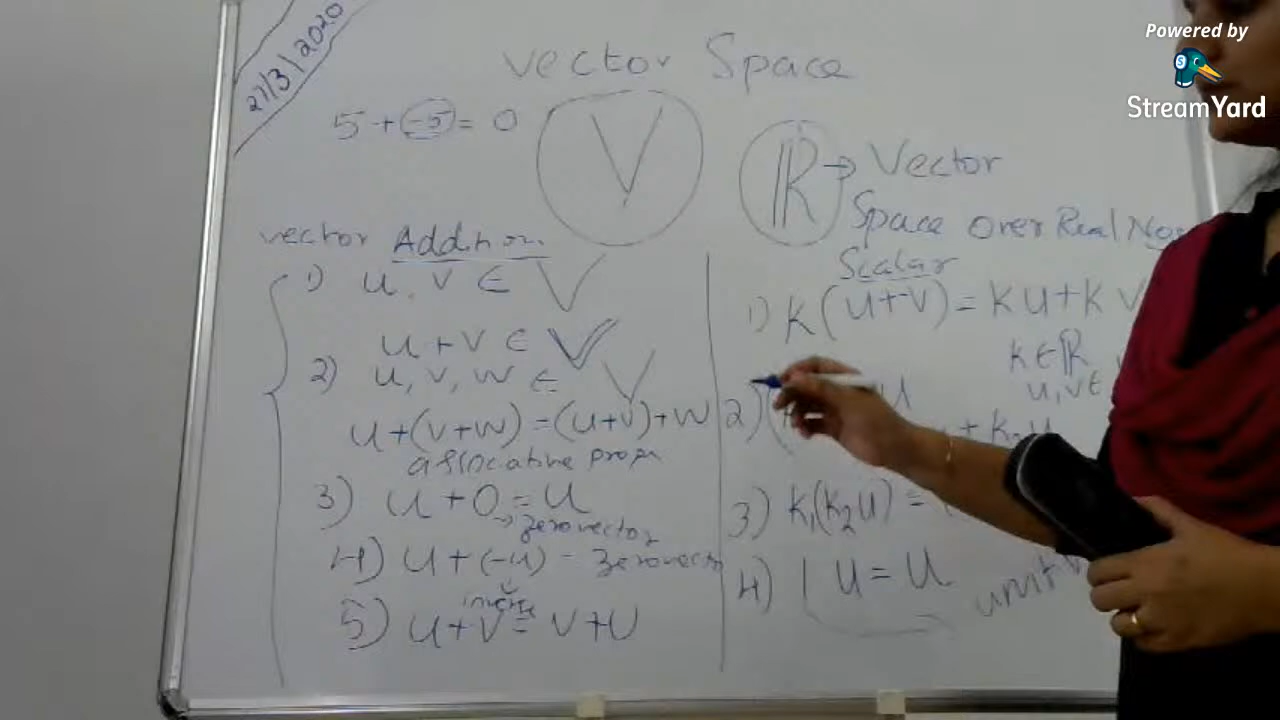 27/3/2020
Vector Space
5 + (-5) = 0
V
R → Vector
Space over Real Nos
Vector Addition
1) u, v ∈ V
u + v ∈ V
2) u, v, w ∈ V
u + (v + w) = (u + v) + w
associative prop
3) u + 0 = u
→ zero vector
4) u + (-u) = zero vector
inverse
5) u + v = v + u
Scalar
1) k(u + v) = ku + kv
k ∈ R
u, v ∈
2) (
u
+ k2 u
3) k1(k2 u) =
4) 1 u = u
unit
Powered by
StreamYard